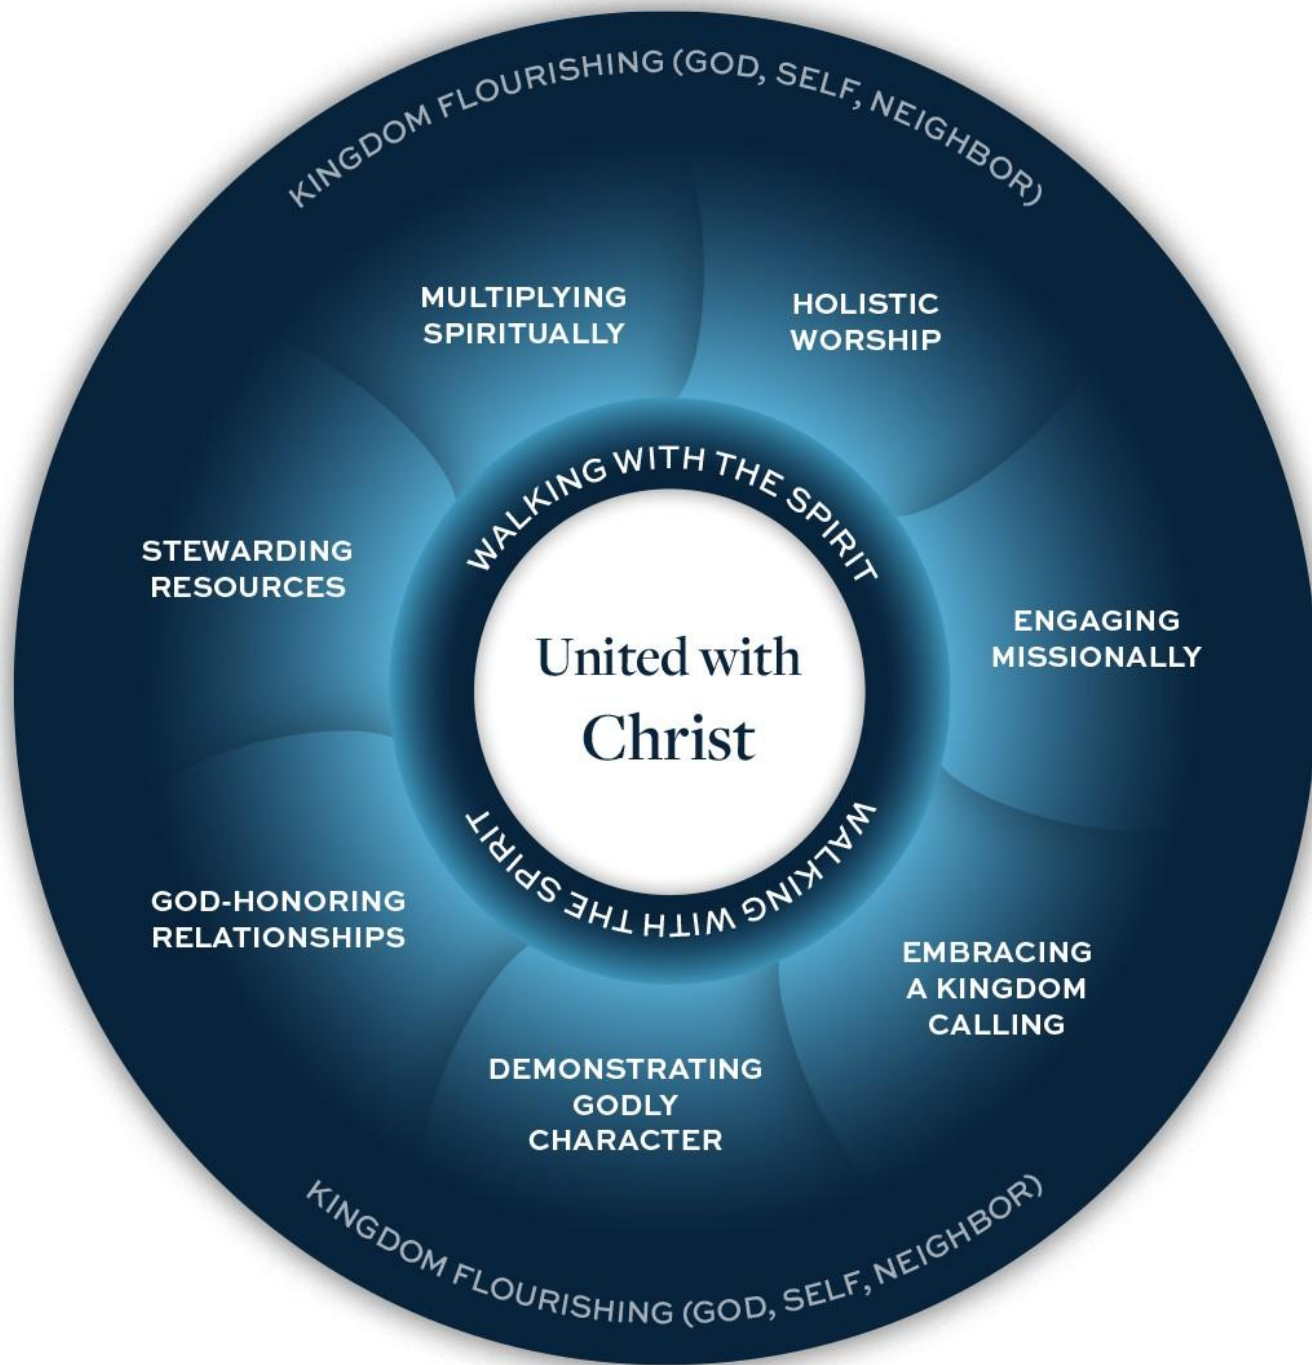 KINGDOM FLOURISHING (GOD, SELF, NEIGHBOR)
MULTIPLYING
SPIRITUALLY
HOLISTIC
WORSHIP
WALKING WITH THE SPIRIT
STEWARDING
RESOURCES
United with
Christ
ENGAGING
MISSIONALLY
WALKING WITH THE SPIRIT
GOD-HONORING
RELATIONSHIPS
EMBRACING
A KINGDOM
CALLING
DEMONSTRATING
GODLY
CHARACTER
KINGDOM FLOURISHING (GOD, SELF, NEIGHBOR)